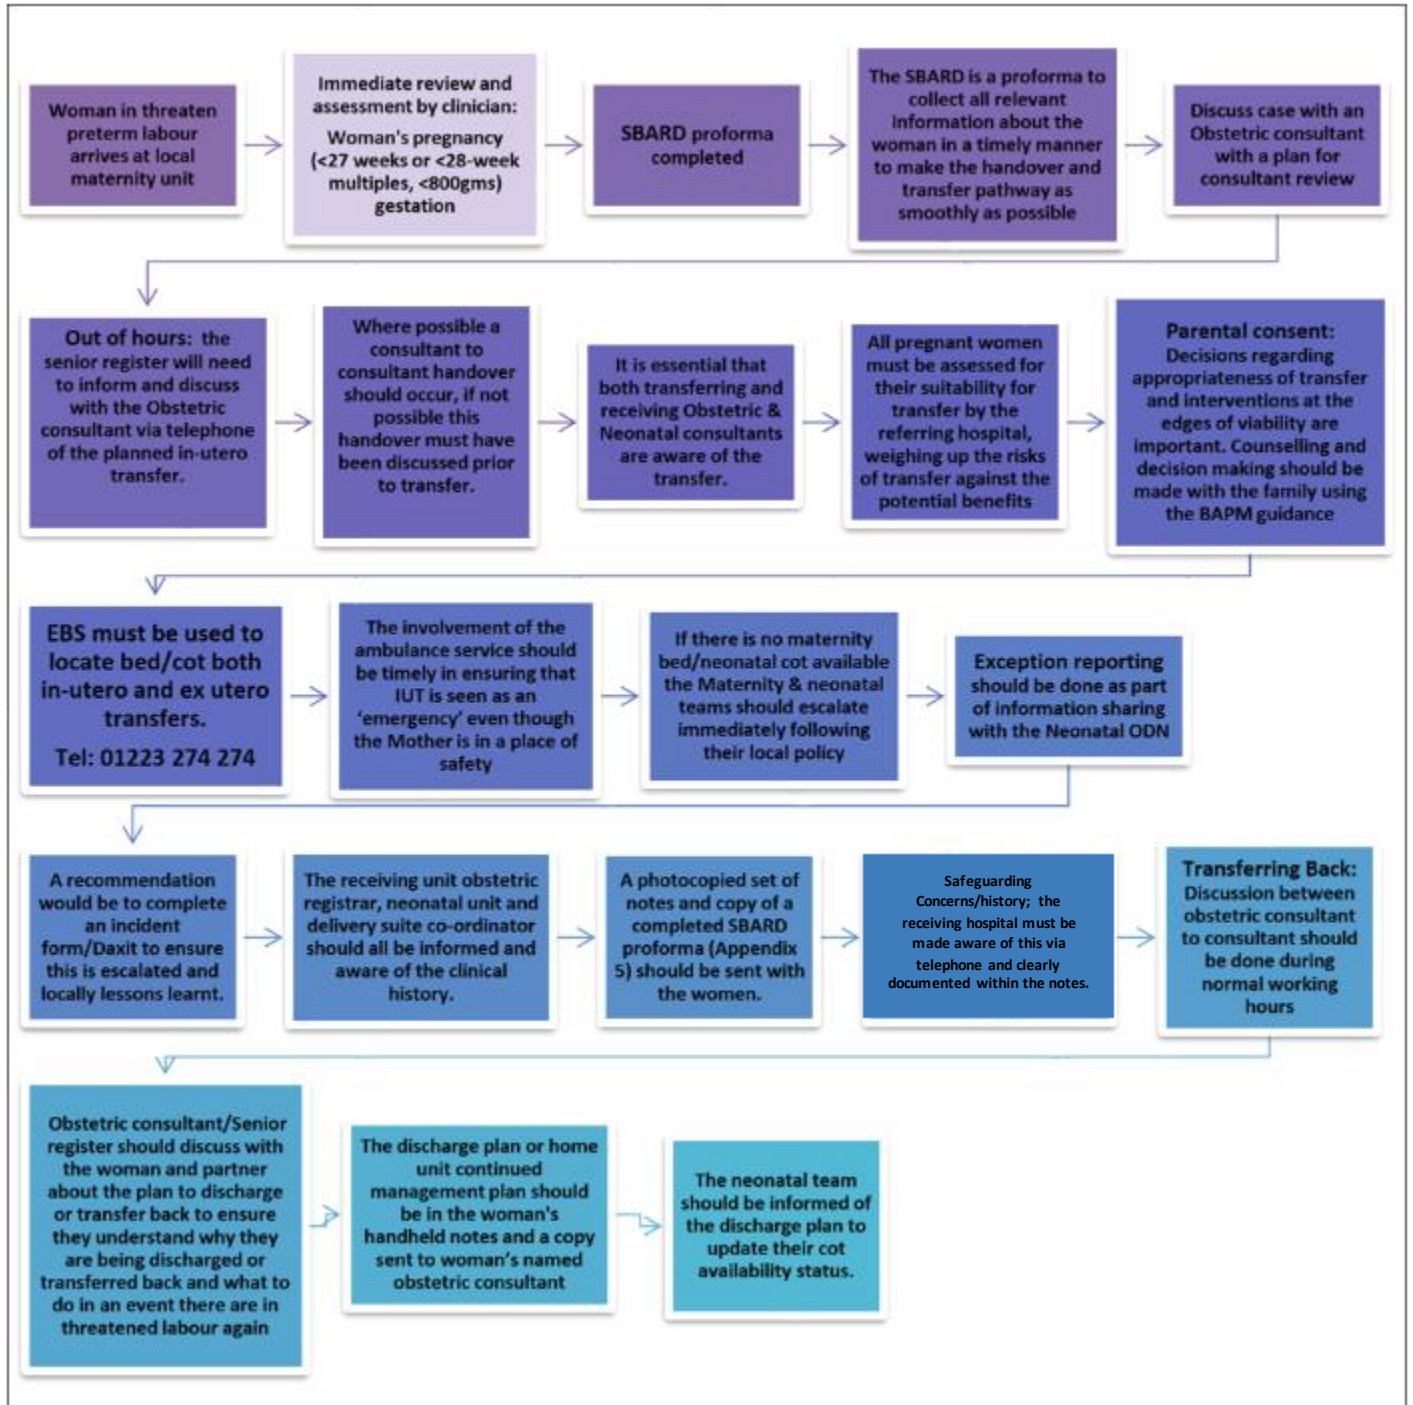 Woman in threaten
preterm labour
arrives at local
maternity unit
Immediate review and
assessment by clinician:
Woman's pregnancy
(<27 weeks or <28-week
multiples, <800gms)
gestation
SBARD proforma
completed
The SBARD is a proforma to
collect all relevant
information about the
woman in a timely manner
to make the handover and
transfer pathway as
smoothly as possible
Discuss case with an
Obstetric consultant
with a plan for
consultant review
Out of hours: the
senior register will need
to inform and discuss
with the Obstetric
consultant via telephone
of the planned in-utero
transfer.
Where possible a
consultant to
consultant handover
should occur, if not
possible this
handover must have
been discussed prior
to transfer.
It is essential that
both transferring and
receiving Obstetric &
Neonatal consultants
are aware of the
transfer.
All pregnant women
must be assessed for
their suitability for
transfer by the
referring hospital,
weighing up the risks
of transfer against the
potential benefits
Parental consent:
Decisions regarding
appropriateness of transfer
and interventions at the
edges of viability are
important. Counselling and
decision making should be
made with the family using
the BAPM guidance
EBS must be used to
locate bed/cot both
in-utero and ex utero
transfers.
Tel: 01223 274 274
The involvement of the
ambulance service should
be timely in ensuring that
IUT is seen as an
‘emergency’ even though
the Mother is in a place of
safety
If there is no maternity
bed/neonatal cot available
the Maternity & neonatal
teams should escalate
immediately following
their local policy
Exception reporting
should be done as part
of information sharing
with the Neonatal ODN
A recommendation
would be to complete
an incident
form/Daxit to ensure
this is escalated and
locally lessons learnt.
The receiving unit obstetric
registrar, neonatal unit and
delivery suite co-ordinator
should all be informed and
aware of the clinical
history.
A photocopied set of
notes and copy of a
completed SBARD
proforma (Appendix
5) should be sent with
the women.
Safeguarding
Concerns/history; the
receiving hospital must be
made aware of this via
telephone and clearly
documented within the notes.
Transferring Back:
Discussion between
obstetric consultant
to consultant should
be done during
normal working
hours
Obstetric consultant/Senior
register should discuss with
the woman and partner
about the plan to discharge
or transfer back to ensure
they understand why they
are being discharged or
transferred back and what to
do in an event there are in
threatened labour again
The discharge plan or home
unit continued
management plan should
be in the woman's
handheld notes and a copy
sent to woman’s named
obstetric consultant
The neonatal team
should be informed of
the discharge plan to
update their cot
availability status.